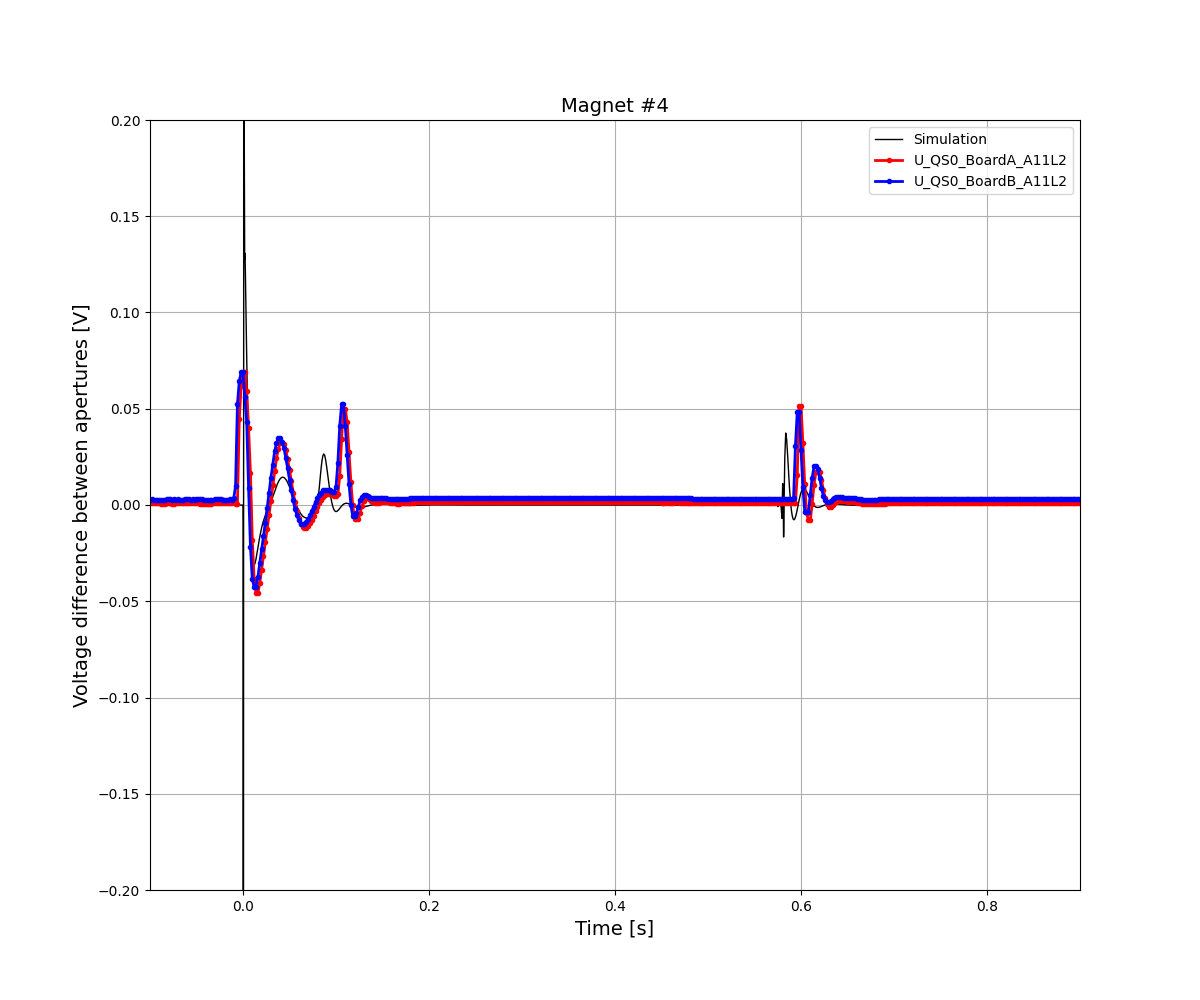 Magnet #4
Simulation
U_QS0_BoardA_A11L2
U_QS0_BoardB_A11L2
Voltage difference between apertures [V]
0.20
0.15
0.10
0.05
0.00
−0.05
−0.10
−0.15
−0.20
0.0 0.2 0.4 0.6 0.8
Time [s]